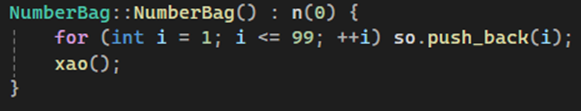 NumberBag::NumberBag() : n(0) {
    for (int i = 1; i <= 99; ++i) so.push_back(i);
    xao();
}